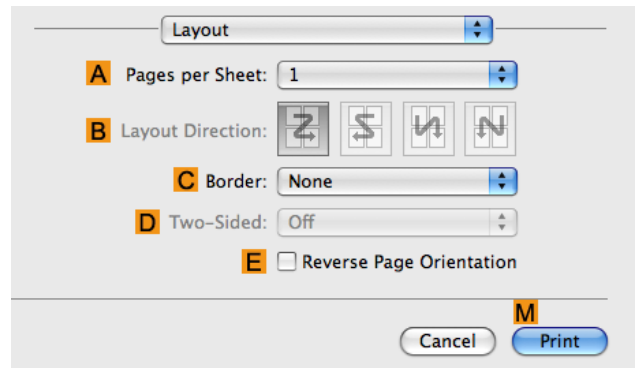 Layout
A Pages per Sheet: 1
B Layout Direction:
C Border: None
D Two-Sided: Off
E Reverse Page Orientation
M
Cancel Print